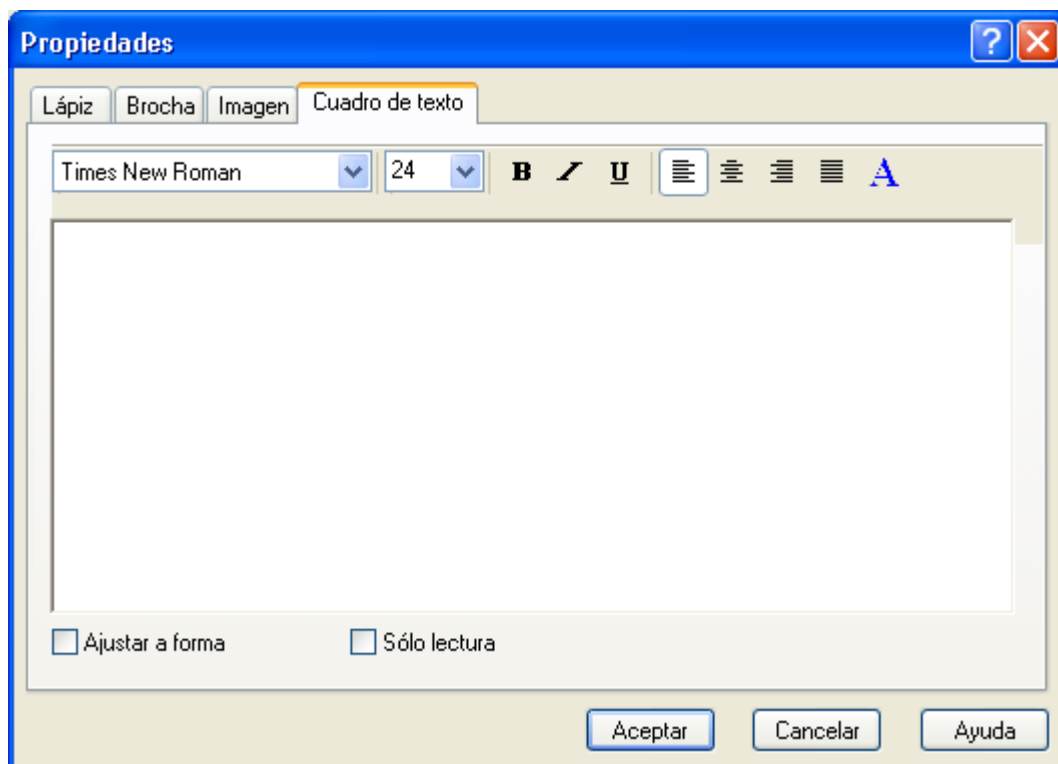 Propiedades
Lápiz Brocha Imagen Cuadro de texto
Times New Roman 24 B I U A
Ajustar a forma Sólo lectura
Aceptar Cancelar Ayuda